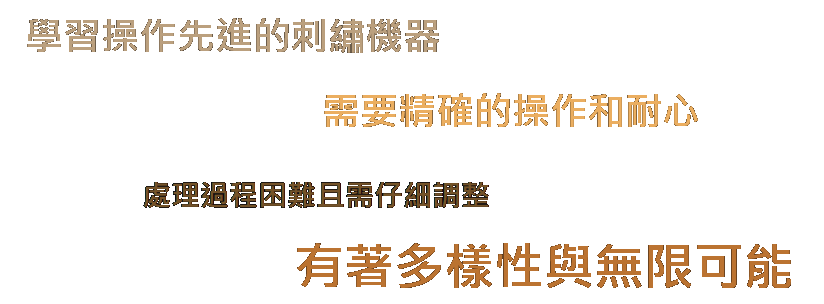 學習操作先進的刺繡機器
需要精確的操作和耐心
處理過程困難且需仔細調整
有著多樣性與無限可能